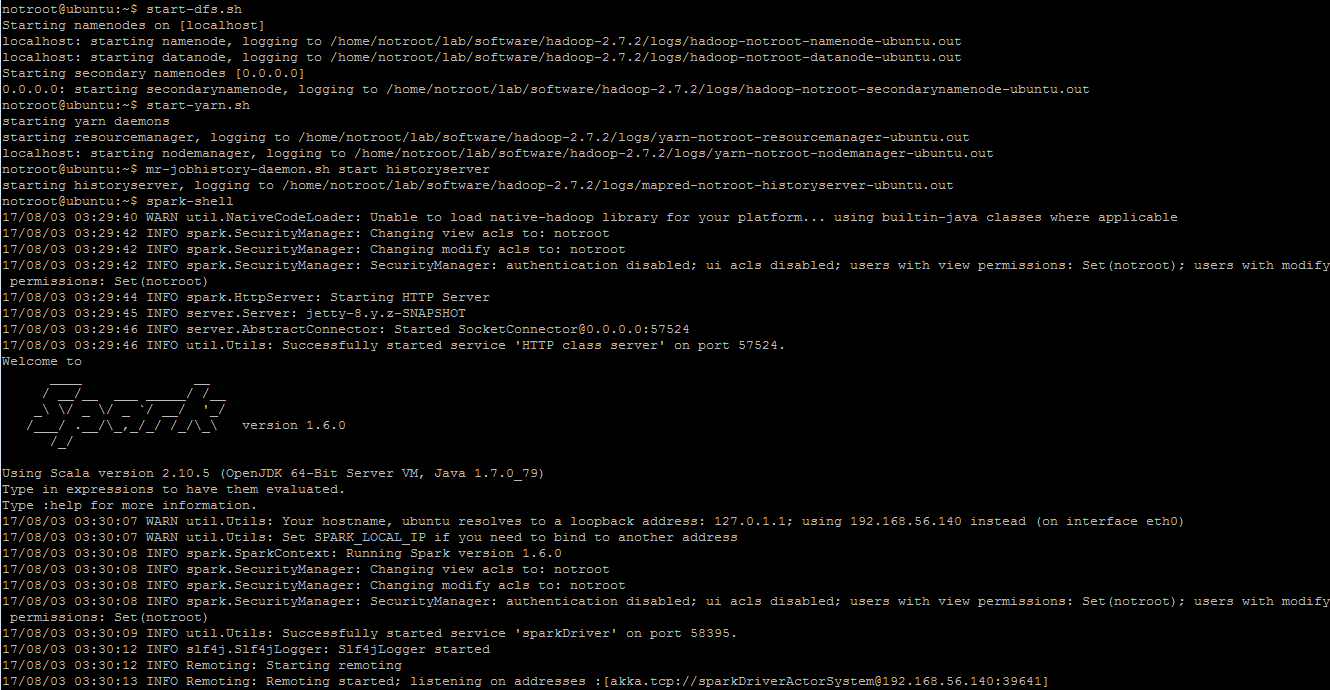 notroot@ubuntu:~$ start-dfs.sh
Starting namenodes on [localhost]
localhost: starting namenode, logging to /home/notroot/lab/software/hadoop-2.7.2/logs/hadoop-notroot-namenode-ubuntu.out
localhost: starting datanode, logging to /home/notroot/lab/software/hadoop-2.7.2/logs/hadoop-notroot-datanode-ubuntu.out
Starting secondary namenodes [0.0.0.0]
0.0.0.0: starting secondarynamenode, logging to /home/notroot/lab/software/hadoop-2.7.2/logs/hadoop-notroot-secondarynamenode-ubuntu.out
notroot@ubuntu:~$ start-yarn.sh
starting yarn daemons
starting resourcemanager, logging to /home/notroot/lab/software/hadoop-2.7.2/logs/yarn-notroot-resourcemanager-ubuntu.out
localhost: starting nodemanager, logging to /home/notroot/lab/software/hadoop-2.7.2/logs/yarn-notroot-nodemanager-ubuntu.out
notroot@ubuntu:~$ mr-jobhistory-daemon.sh start historyserver
starting historyserver, logging to /home/notroot/lab/software/hadoop-2.7.2/logs/mapred-notroot-historyserver-ubuntu.out
notroot@ubuntu:~$ spark-shell
17/08/03 03:29:40 WARN util.NativeCodeLoader: Unable to load native-hadoop library for your platform... using builtin-java classes where applicable
17/08/03 03:29:42 INFO spark.SecurityManager: Changing view acls to: notroot
17/08/03 03:29:42 INFO spark.SecurityManager: Changing modify acls to: notroot
17/08/03 03:29:42 INFO spark.SecurityManager: SecurityManager: authentication disabled; ui acls disabled; users with view permissions: Set(notroot); users with modify
 permissions: Set(notroot)
17/08/03 03:29:44 INFO spark.HttpServer: Starting HTTP Server
17/08/03 03:29:45 INFO server.Server: jetty-8.y.z-SNAPSHOT
17/08/03 03:29:46 INFO server.AbstractConnector: Started SocketConnector@0.0.0.0:57524
17/08/03 03:29:46 INFO util.Utils: Successfully started service 'HTTP class server' on port 57524.
Welcome to
      ____              __
     / __/__  ___ _____/ /__
    _\ \/ _ \/ _ `/ __/  '_/
   /___/ .__/\_,_/_/ /_/\_\   version 1.6.0
      /_/
Using Scala version 2.10.5 (OpenJDK 64-Bit Server VM, Java 1.7.0_79)
Type in expressions to have them evaluated.
Type :help for more information.
17/08/03 03:30:07 WARN util.Utils: Your hostname, ubuntu resolves to a loopback address: 127.0.1.1; using 192.168.56.140 instead (on interface eth0)
17/08/03 03:30:07 WARN util.Utils: Set SPARK_LOCAL_IP if you need to bind to another address
17/08/03 03:30:08 INFO spark.SparkContext: Running Spark version 1.6.0
17/08/03 03:30:08 INFO spark.SecurityManager: Changing view acls to: notroot
17/08/03 03:30:08 INFO spark.SecurityManager: Changing modify acls to: notroot
17/08/03 03:30:08 INFO spark.SecurityManager: SecurityManager: authentication disabled; ui acls disabled; users with view permissions: Set(notroot); users with modify
 permissions: Set(notroot)
17/08/03 03:30:09 INFO util.Utils: Successfully started service 'sparkDriver' on port 58395.
17/08/03 03:30:12 INFO slf4j.Slf4jLogger: Slf4jLogger started
17/08/03 03:30:12 INFO Remoting: Starting remoting
17/08/03 03:30:13 INFO Remoting: Remoting started; listening on addresses :[akka.tcp://sparkDriverActorSystem@192.168.56.140:39641]